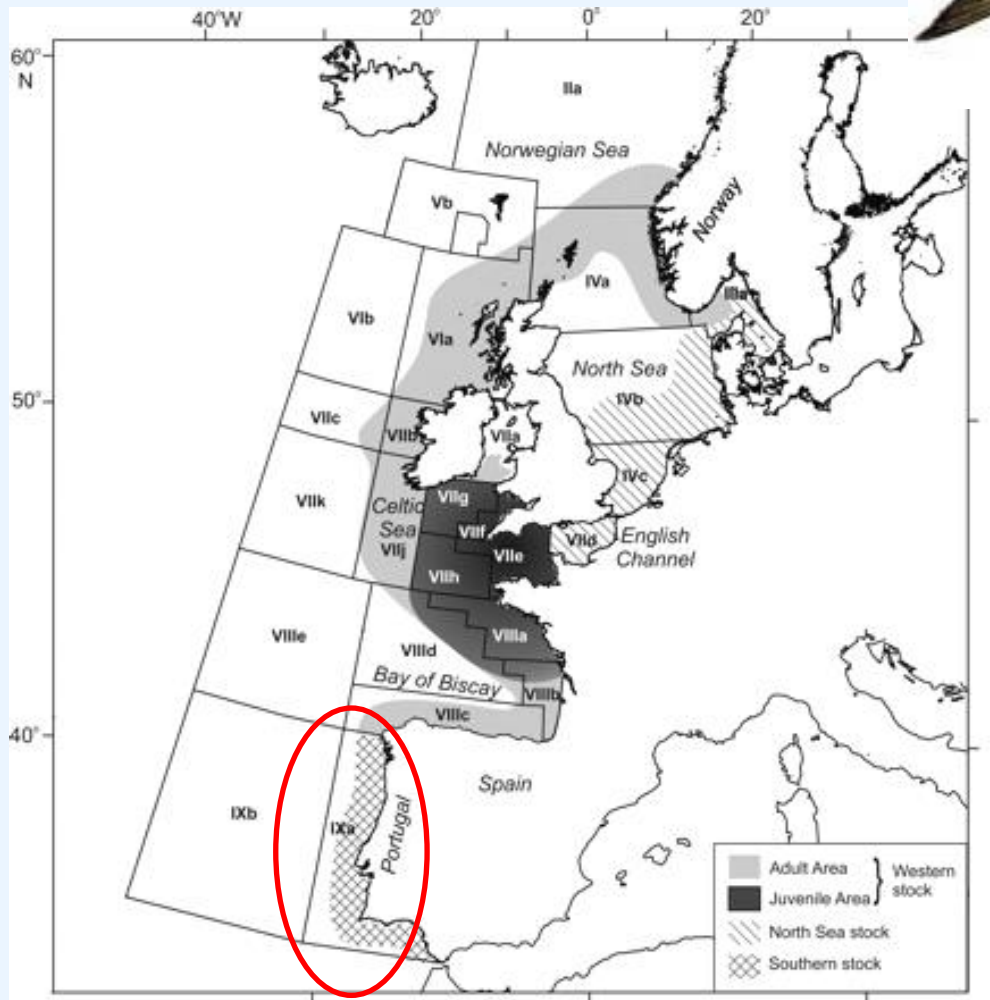 40°W
20°
0°
20°
60°
N
IIa
Norwegian Sea
Vb
Norway
IVa
IIIa
VIb
VIa
North Sea
IVb
50°
VIIc
VIIb
VIIa
IVc
VIIk
Celtic
Sea
VIIg
VIIf
VIId
English
Channel
VIIj
VIIe
VIIh
VIIIe
VIIId
VIIIa
Bay of Biscay
VIIIb
VIIIc
40°
Spain
IXb
IXa
Portugal
Adult Area
Juvenile Area
Western
stock
North Sea stock
Southern stock